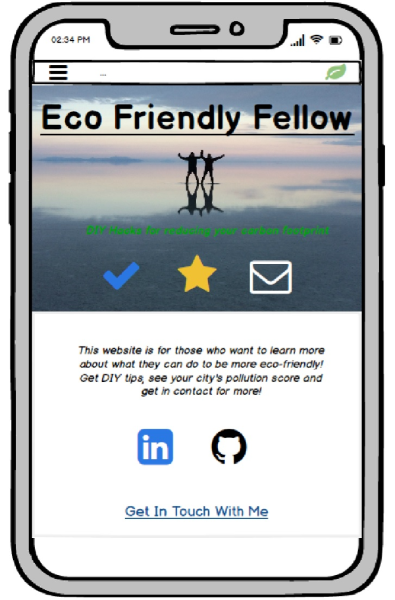 02:34 PM
...
Eco Friendly Fellow
DIY ideas for reducing your carbon footprint
This website is for those who want to learn more
about what they can do to be more eco-friendly!
Get DIY tips, see your city's pollution score and
get in contact for more!
in
Get In Touch With Me